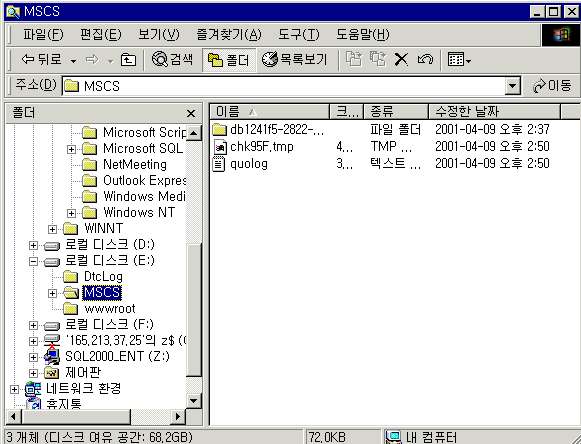 MSCS
파일(F) 편집(E) 보기(V) 즐겨찾기(A) 도구(T) 도움말(H)
뒤로 검색 폴더 목록보기
주소(D) MSCS 이동
폴더
이름 크... 종류 수정한 날짜
db1241f5-2822-... 파일 폴더 2001-04-09 오후 2:37
chk95F.tmp 4... TMP ... 2001-04-09 오후 2:50
quolog 3... 텍스트 ... 2001-04-09 오후 2:50
Microsoft Scrip
Microsoft SQL
NetMeeting
Outlook Expres
Windows Medi
Windows NT
WINNT
로컬 디스크 (D:)
로컬 디스크 (E:)
DtcLog
MSCS
wwwroot
로컬 디스크 (F:)
'165.213.37.25'의 z$ (
SQL2000_ENT (Z:)
제어판
네트워크 환경
휴지통
3 개체 (디스크 여유 공간: 68.2GB) 72.0KB 내 컴퓨터